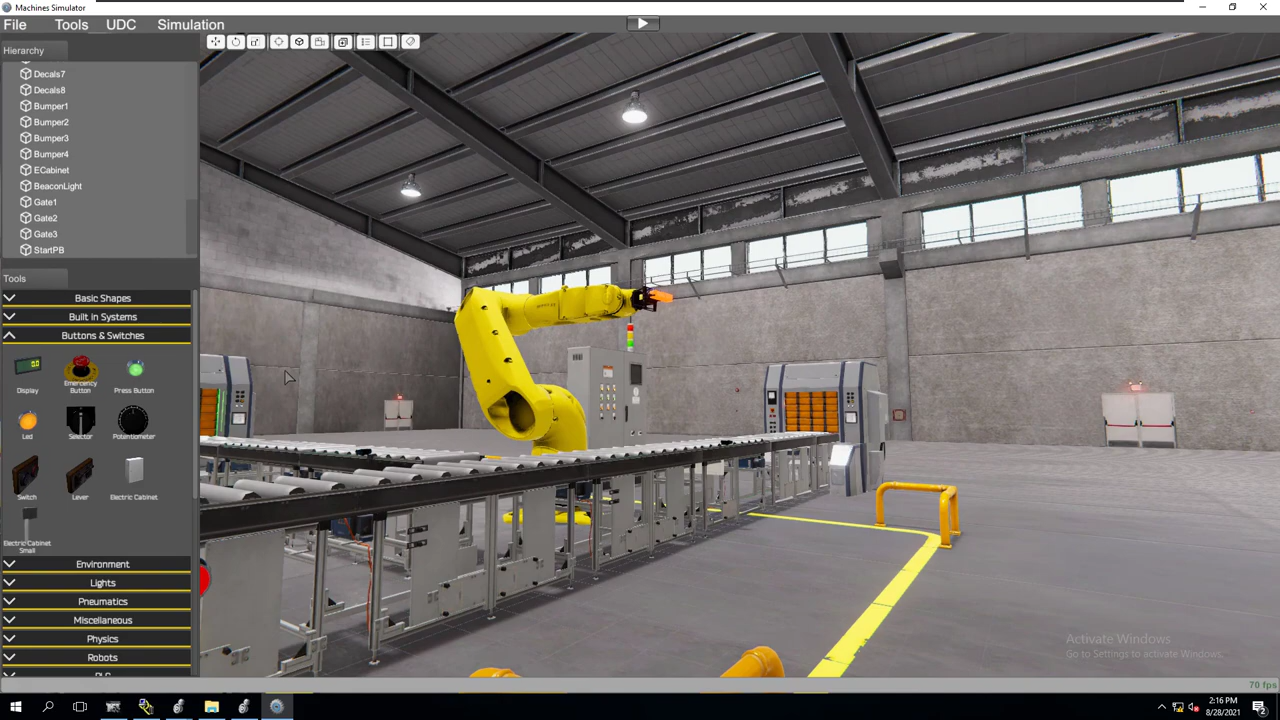 Machines Simulator
File Tools UDC Simulation
Hierarchy
Decals7
Decals8
Bumper1
Bumper2
Bumper3
Bumper4
ECabinet
BeaconLight
Gate1
Gate2
Gate3
StartPB
Tools
Basic Shapes
Built in Systems
Buttons & Switches
Display
Emergency Button
Press Button
Led
Selector
Potentiometer
Switch
Lever
Electric Cabinet
Electric Cabinet Small
Environment
Lights
Pneumatics
Miscellaneous
Physics
Robots
Activate Windows
Go to Settings to activate Windows.
70 fps
2:16 PM
8/28/2021
2